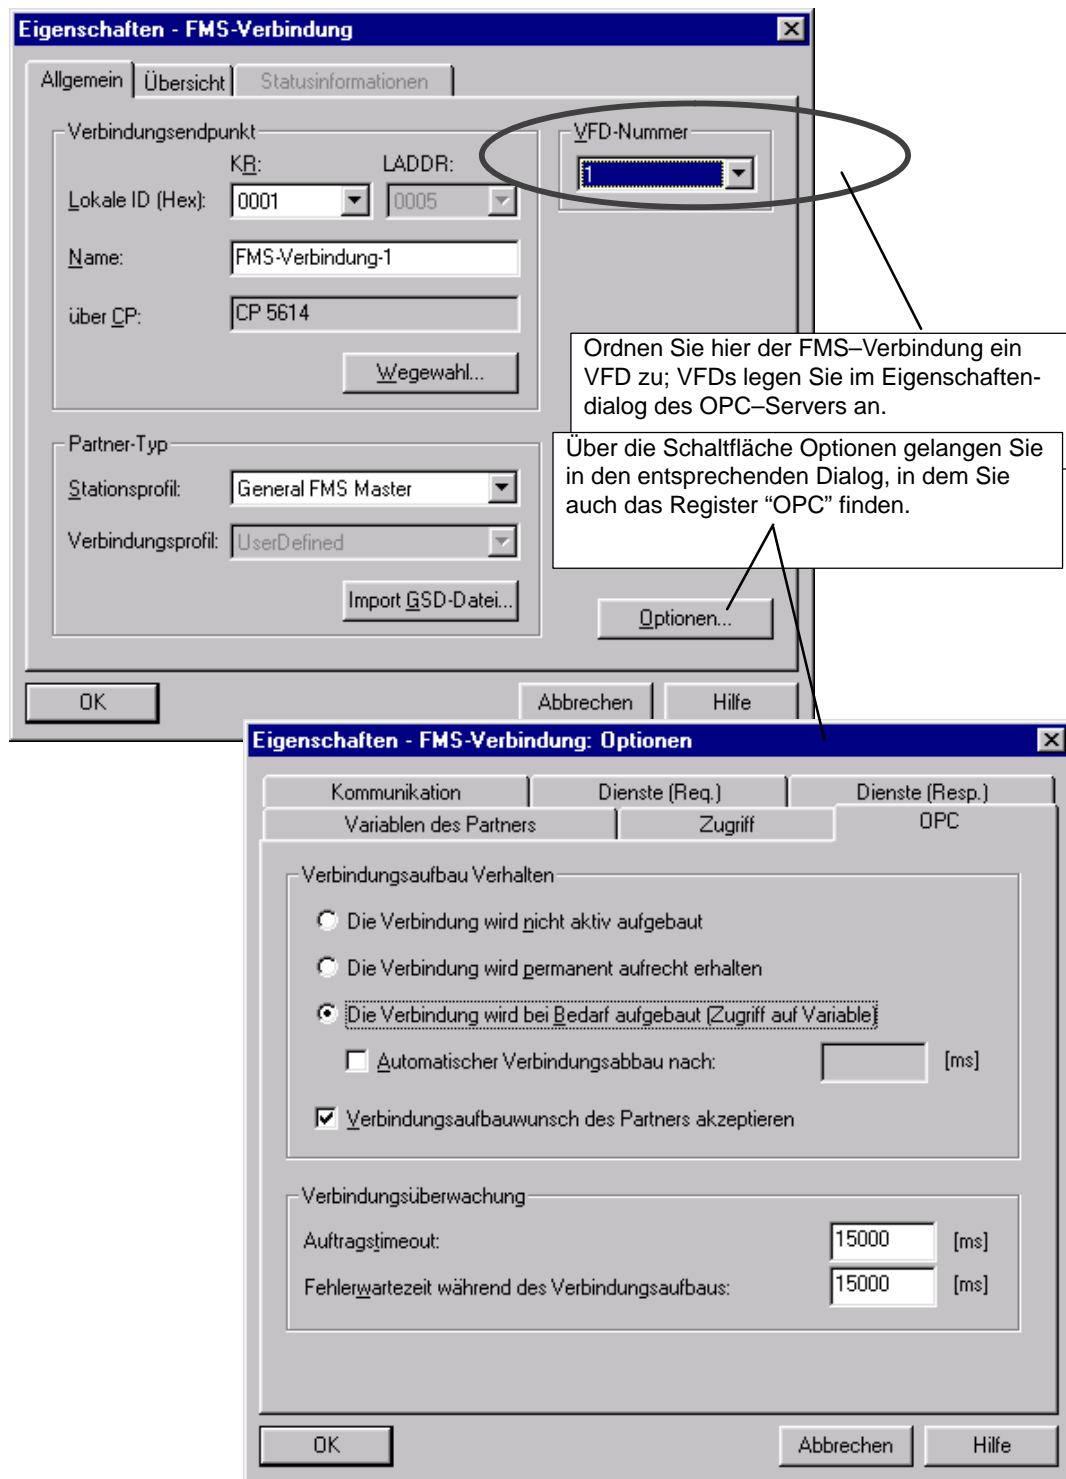 Eigenschaften - FMS-Verbindung
Allgemein Übersicht Statusinformationen
Verbindungsendpunkt
VFD-Nummer
KR: LADDR:
1
Lokale ID (Hex): 0001 0005
Name: FMS-Verbindung-1
über CP: CP 5614
Wegewahl...
Ordnen Sie hier der FMS–Verbindung ein
VFD zu; VFDs legen Sie im Eigenschaften-
dialog des OPC–Servers an.
Partner-Typ
Stationsprofil: General FMS Master
Verbindungsprofil: UserDefined
Import GSD-Datei...
Über die Schaltfläche Optionen gelangen Sie
in den entsprechenden Dialog, in dem Sie
auch das Register “OPC” finden.
Optionen...
OK Abbrechen Hilfe
Eigenschaften - FMS-Verbindung: Optionen
Kommunikation Dienste (Req.) Dienste (Resp.)
Variablen des Partners Zugriff OPC
Verbindungsaufbau Verhalten
Die Verbindung wird nicht aktiv aufgebaut
Die Verbindung wird permanent aufrecht erhalten
Die Verbindung wird bei Bedarf aufgebaut (Zugriff auf Variable)
Automatischer Verbindungsabbau nach: [ms]
Verbindungsaufbauwunsch des Partners akzeptieren
Verbindungsüberwachung
Auftragstimeout: 15000 [ms]
Fehlerwartezeit während des Verbindungsaufbaus: 15000 [ms]
OK Abbrechen Hilfe